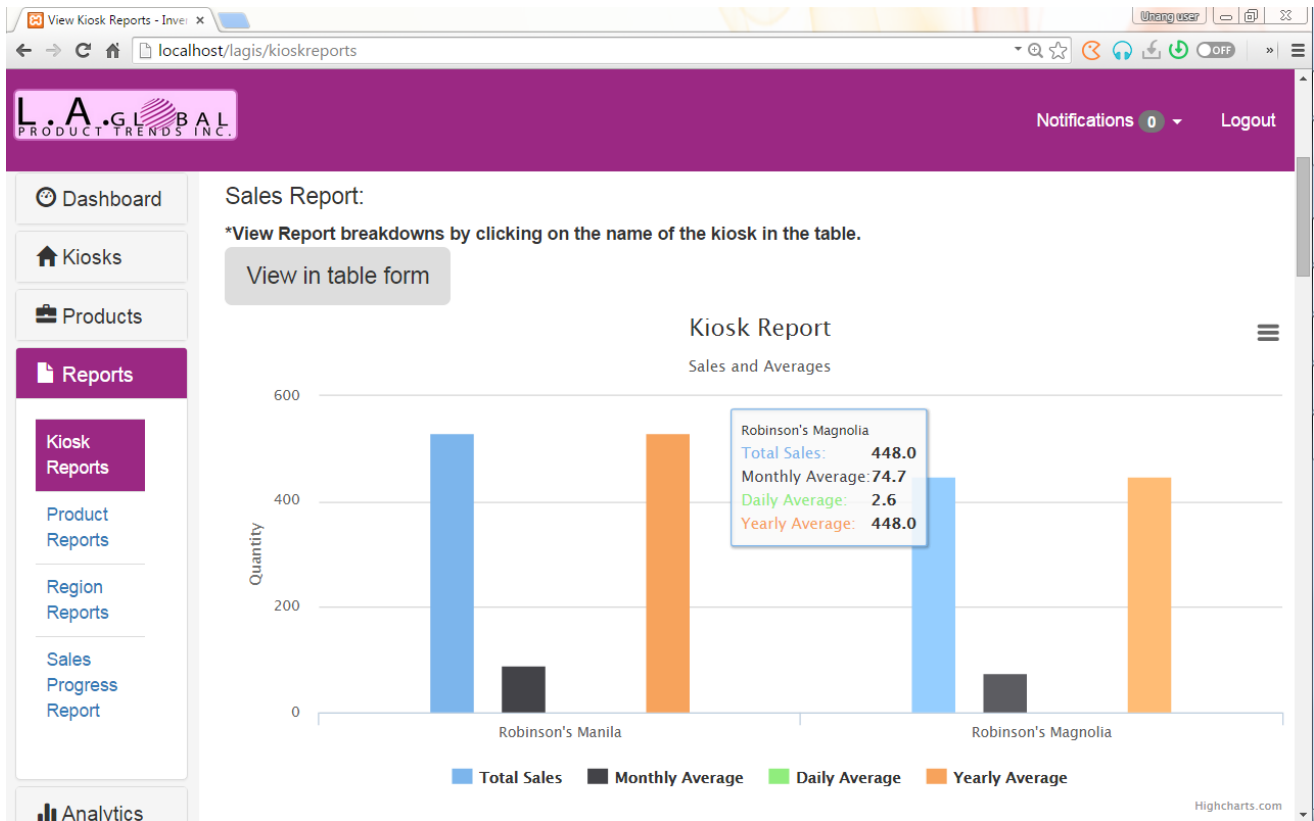 View Kiosk Reports - Inve
Unang user
localhost/lagis/kioskreports
OFF
L.A.GLOBAL
PRODUCT TRENDS INC.
Notifications 0
Logout
Dashboard
Kiosks
Products
Reports
Kiosk
Reports
Product
Reports
Region
Reports
Sales
Progress
Report
Analytics
Sales Report:
*View Report breakdowns by clicking on the name of the kiosk in the table.
View in table form
Kiosk Report
Sales and Averages
600
400
200
0
Quantity
Robinson's Magnolia
Total Sales: 448.0
Monthly Average: 74.7
Daily Average: 2.6
Yearly Average: 448.0
Robinson's Manila
Robinson's Magnolia
Total Sales
Monthly Average
Daily Average
Yearly Average
Highcharts.com